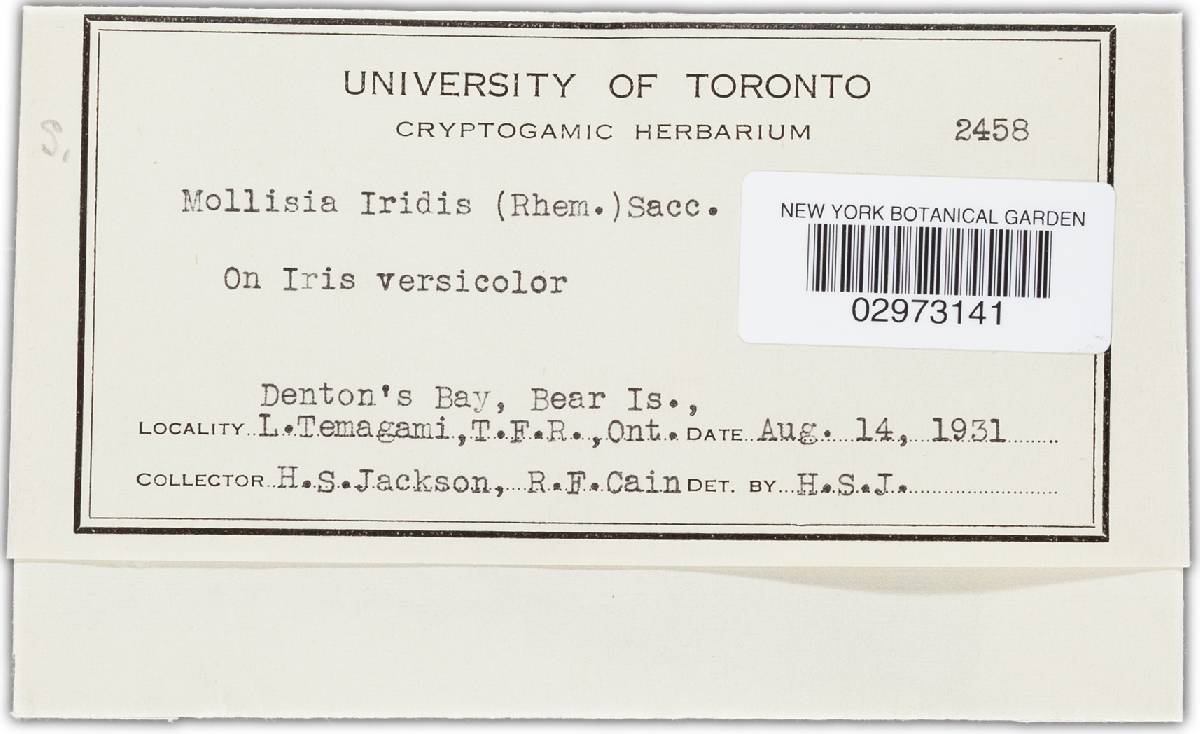 UNIVERSITY OF TORONTO
CRYPTOGAMIC HERBARIUM 2458
S.
Mollisia Iridis (Rhem.)Sacc.
NEW YORK BOTANICAL GARDEN
02973141
On Iris versicolor
Denton's Bay, Bear Is.,
LOCALITY L.Temagami,T.F.R.,Ont. DATE Aug. 14, 1931
COLLECTOR H.S.Jackson, R.F.Cain DET. BY H.S.J.